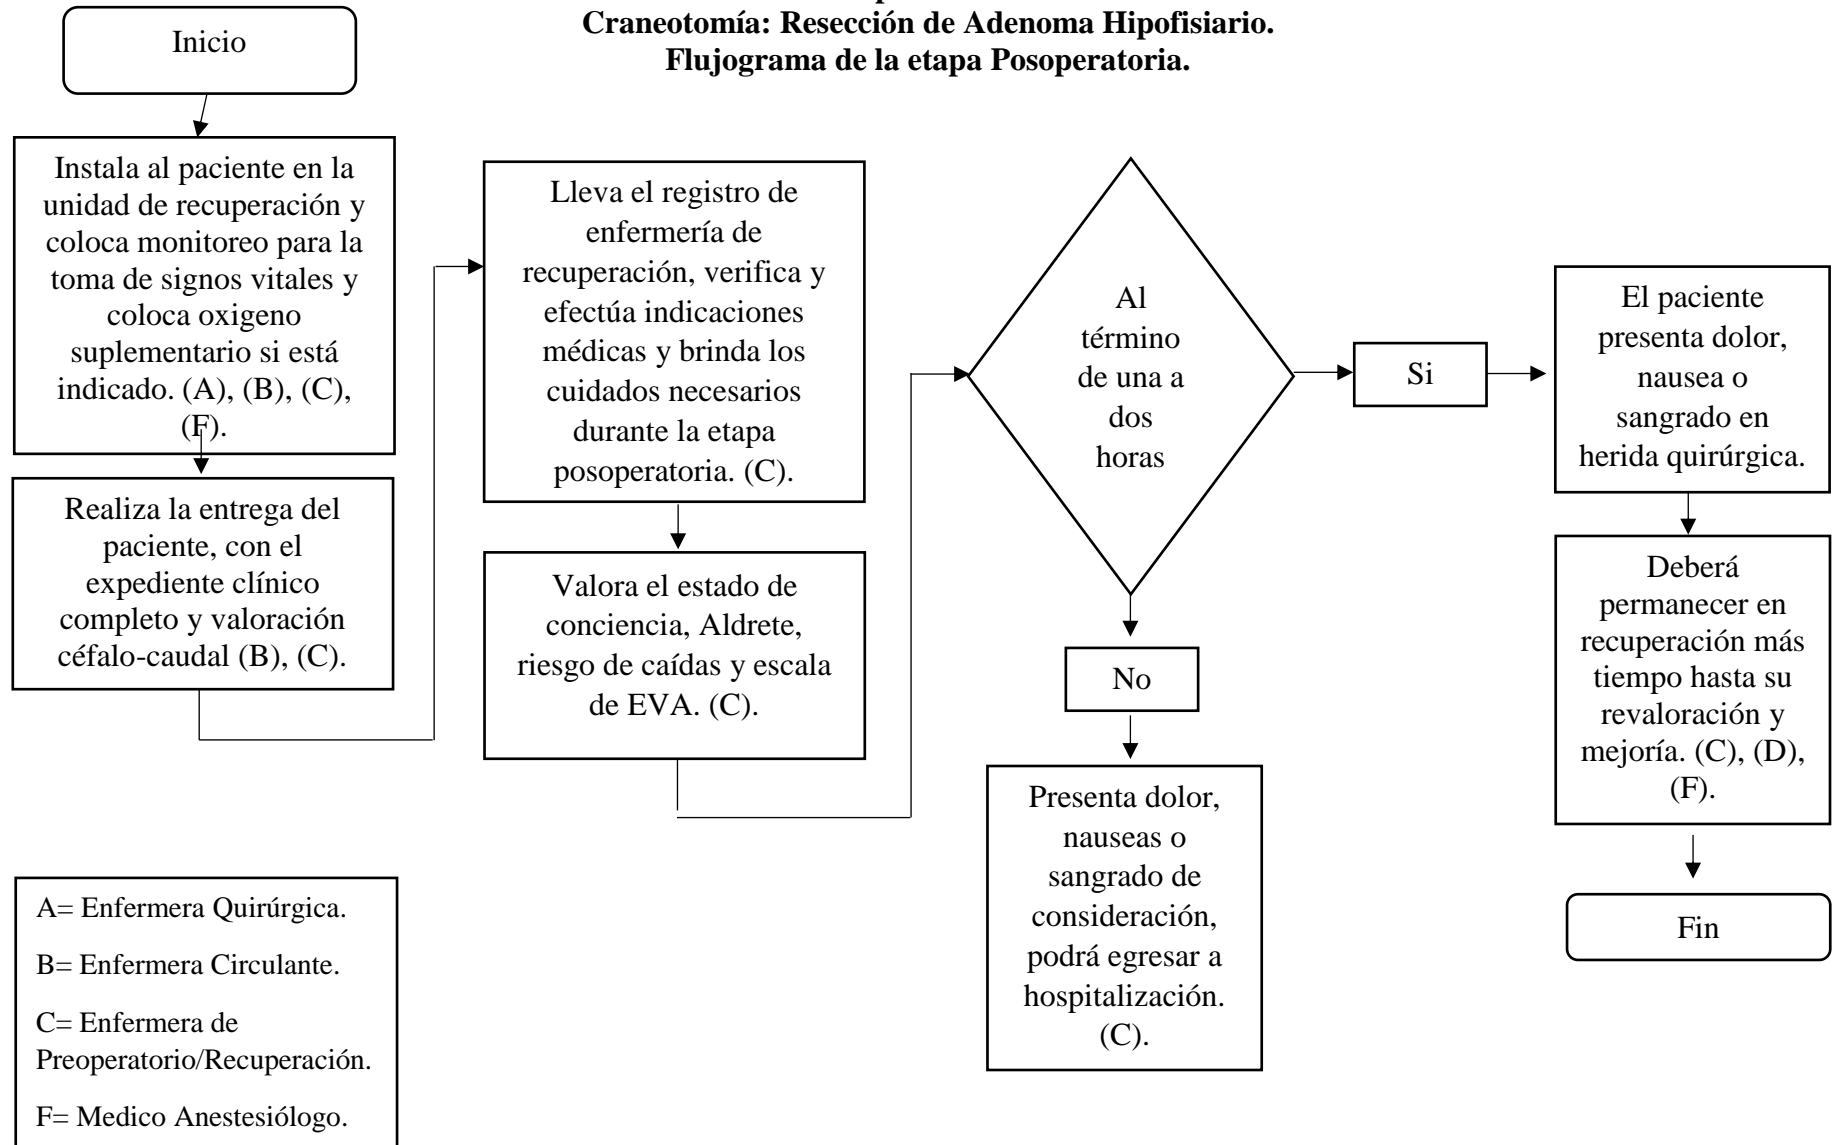 Craneotomía: Resección de Adenoma Hipofisiario.
Flujograma de la etapa Posoperatoria.
Inicio
Instala al paciente en la
unidad de recuperación y
coloca monitoreo para la
toma de signos vitales y
coloca oxigeno
suplementario si está
indicado. (A), (B), (C),
(F).
Realiza la entrega del
paciente, con el
expediente clínico
completo y valoración
céfalo-caudal (B), (C).
Lleva el registro de
enfermería de
recuperación, verifica y
efectúa indicaciones
médicas y brinda los
cuidados necesarios
durante la etapa
posoperatoria. (C).
Valora el estado de
conciencia, Aldrete,
riesgo de caídas y escala
de EVA. (C).
Al
término
de una a
dos
horas
Si
El paciente
presenta dolor,
nausea o
sangrado en
herida quirúrgica.
Deberá
permanecer en
recuperación más
tiempo hasta su
revaloración y
mejoría. (C), (D),
(F).
Fin
No
Presenta dolor,
nauseas o
sangrado de
consideración,
podrá egresar a
hospitalización.
(C).
A= Enfermera Quirúrgica.
B= Enfermera Circulante.
C= Enfermera de
Preoperatorio/Recuperación.
F= Medico Anestesiólogo.